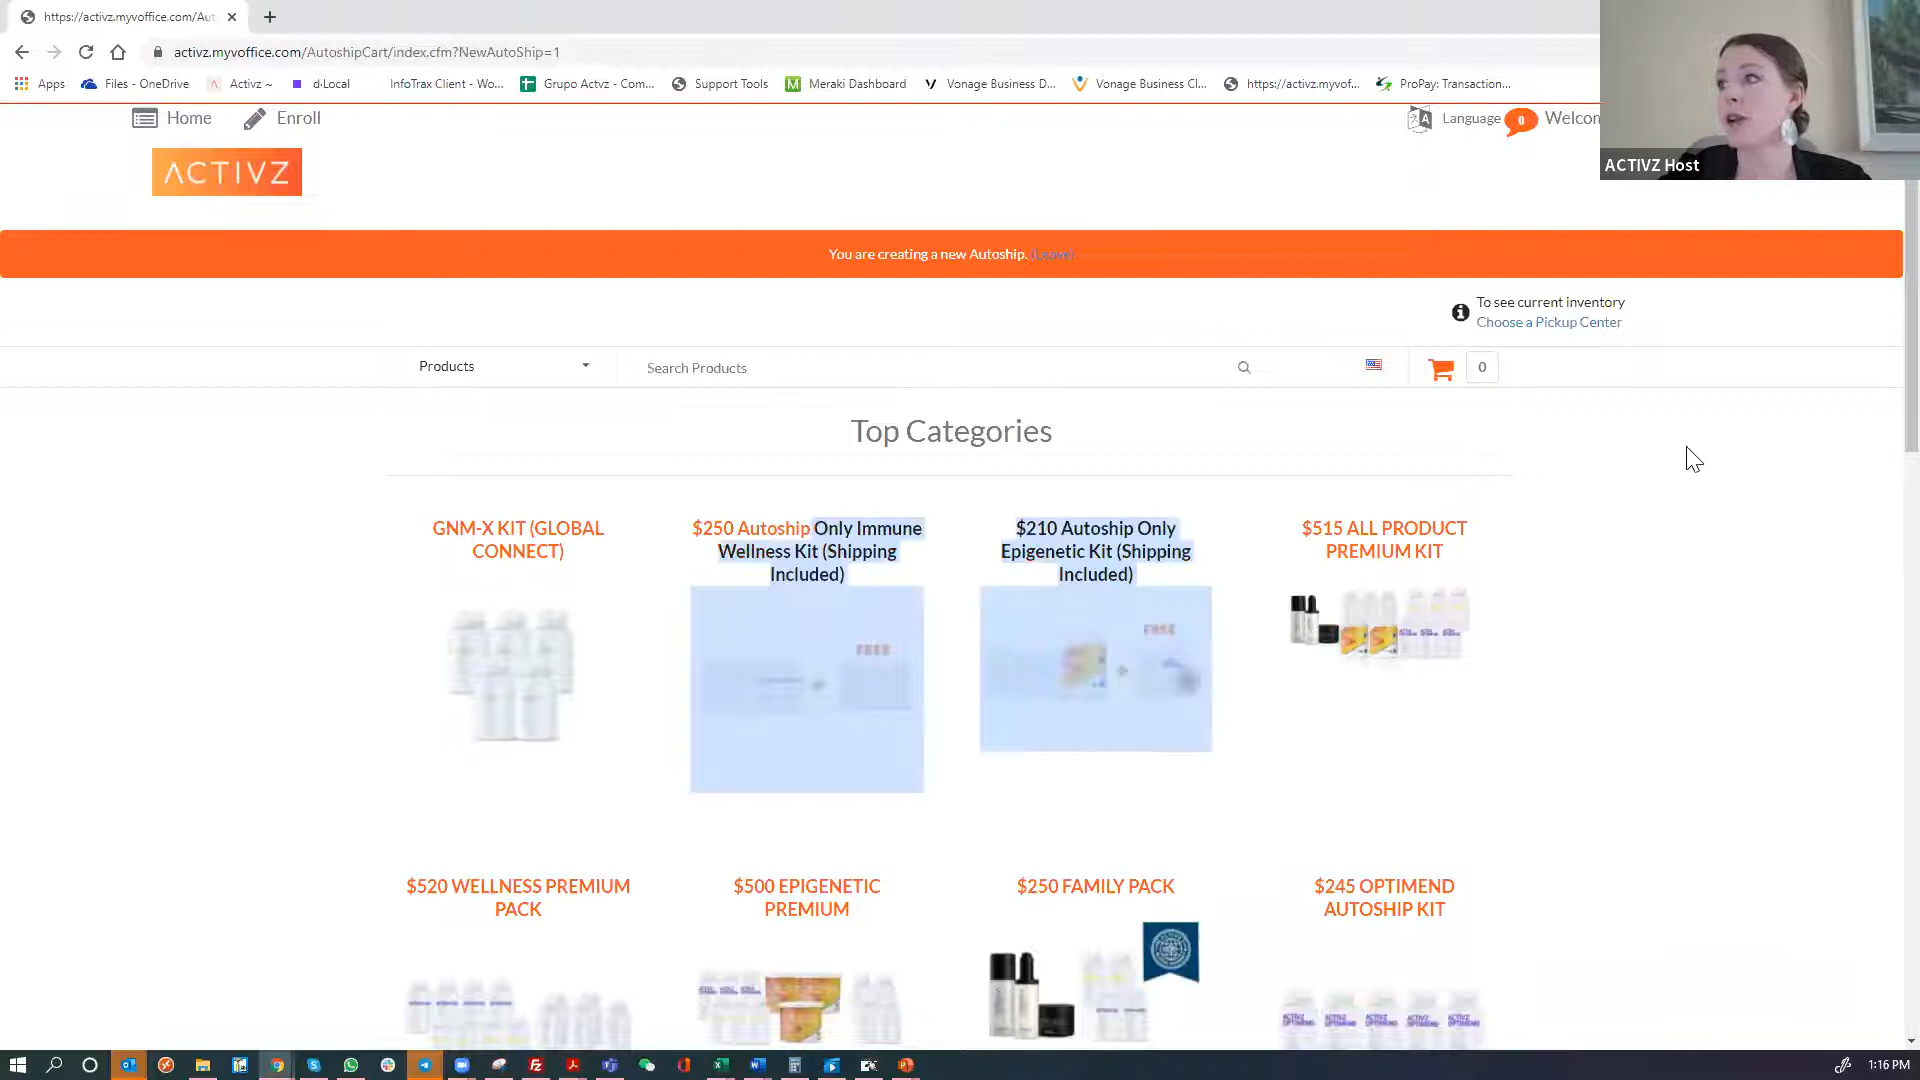 https://activz.myvoffice.com/Aut
activz.myvoffice.com/AutoshipCart/index.cfm?NewAutoShip=1
Apps Files - OneDrive Activz ~ d·Local InfoTrax Client - Wo... Grupo Actvz - Com... Support Tools Meraki Dashboard Vonage Business D... Vonage Business Cl... https://activz.myvof... ProPay: Transaction...
Home Enroll Language 0 Welcon
ACTIVZ Host
ACTIVZ
You are creating a new Autoship. (Leave)
To see current inventory
Choose a Pickup Center
Products Search Products 0
Top Categories
GNM-X KIT (GLOBAL
CONNECT)
$250 Autoship Only Immune
Wellness Kit (Shipping
Included)
FREE
$210 Autoship Only
Epigenetic Kit (Shipping
Included)
FREE
$515 ALL PRODUCT
PREMIUM KIT
$520 WELLNESS PREMIUM
PACK
$500 EPIGENETIC
PREMIUM
$250 FAMILY PACK
$245 OPTIMEND
AUTOSHIP KIT
1:16 PM